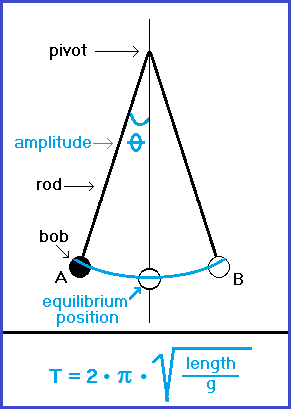 pivot
amplitude
θ
rod
bob
A
B
equilibrium
position
T = 2 • π • √(length/g)